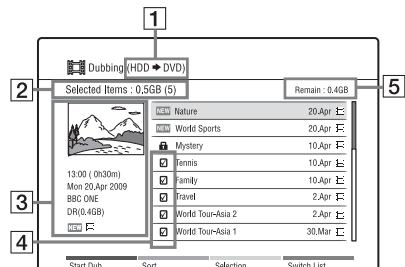 1
Dubbing (HDD ➡ DVD)
2
Selected Items : 0.5GB (5)
Remain : 0.4GB
5
NEW Nature 20.Apr
NEW World Sports 20.Apr
Mystery 10.Apr
Tennis 10.Apr
Family 10.Apr
Travel 2.Apr
World Tour-Asia 2 2.Apr
World Tour-Asia 1 30.Mar
13:00 ( 0h30m)
Mon 20.Apr 2009
BBC ONE
DR(0.4GB)
NEW
3
4
Start Dub Sort Selection Switch List